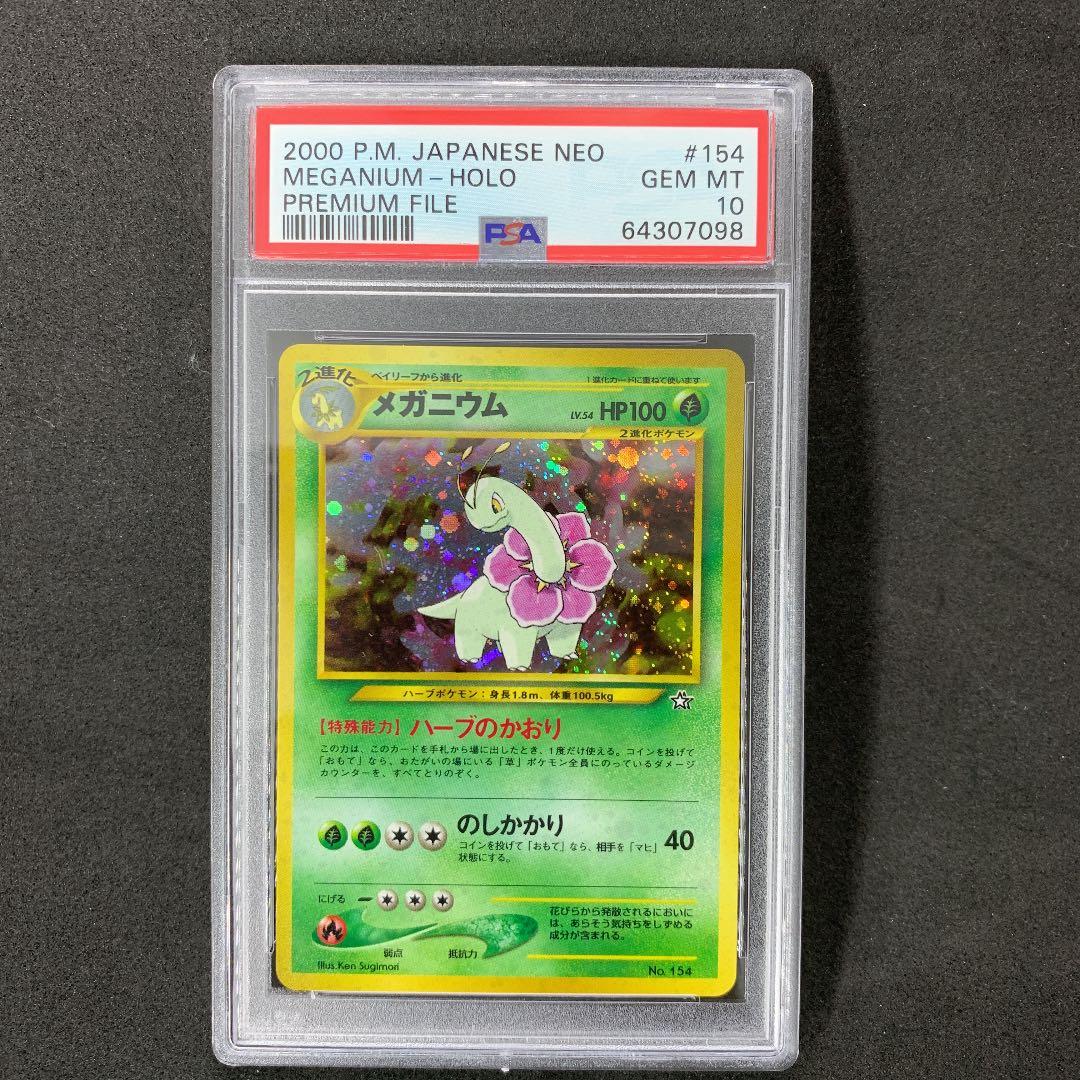 2000 P.M. JAPANESE NEO #154
MEGANIUM-HOLO GEM MT
PREMIUM FILE 10
PSA 64307098
2進化 ベイリーフから進化 1進化カードに重ねて使います
メガニウム LV.54 HP100
2進化ポケモン
ハーブポケモン：身長1.8m、体重100.5kg
【特殊能力】ハーブのかおり
この力は、このカードを手札から場に出したとき、1度だけ使える。コインを投げて
「おもて」なら、おたがいの場にいる「草」ポケモン全員にのっているダメージ
カウンターを、すべてとりのぞく。
のしかかり 40
コインを投げて「おもて」なら、相手を「マヒ」
状態にする。
にげる
花びらから発散されるにおいに
は、あらそう気持ちをしずめる
成分が含まれる。
弱点 抵抗力
Illus.Ken Sugimori No.154